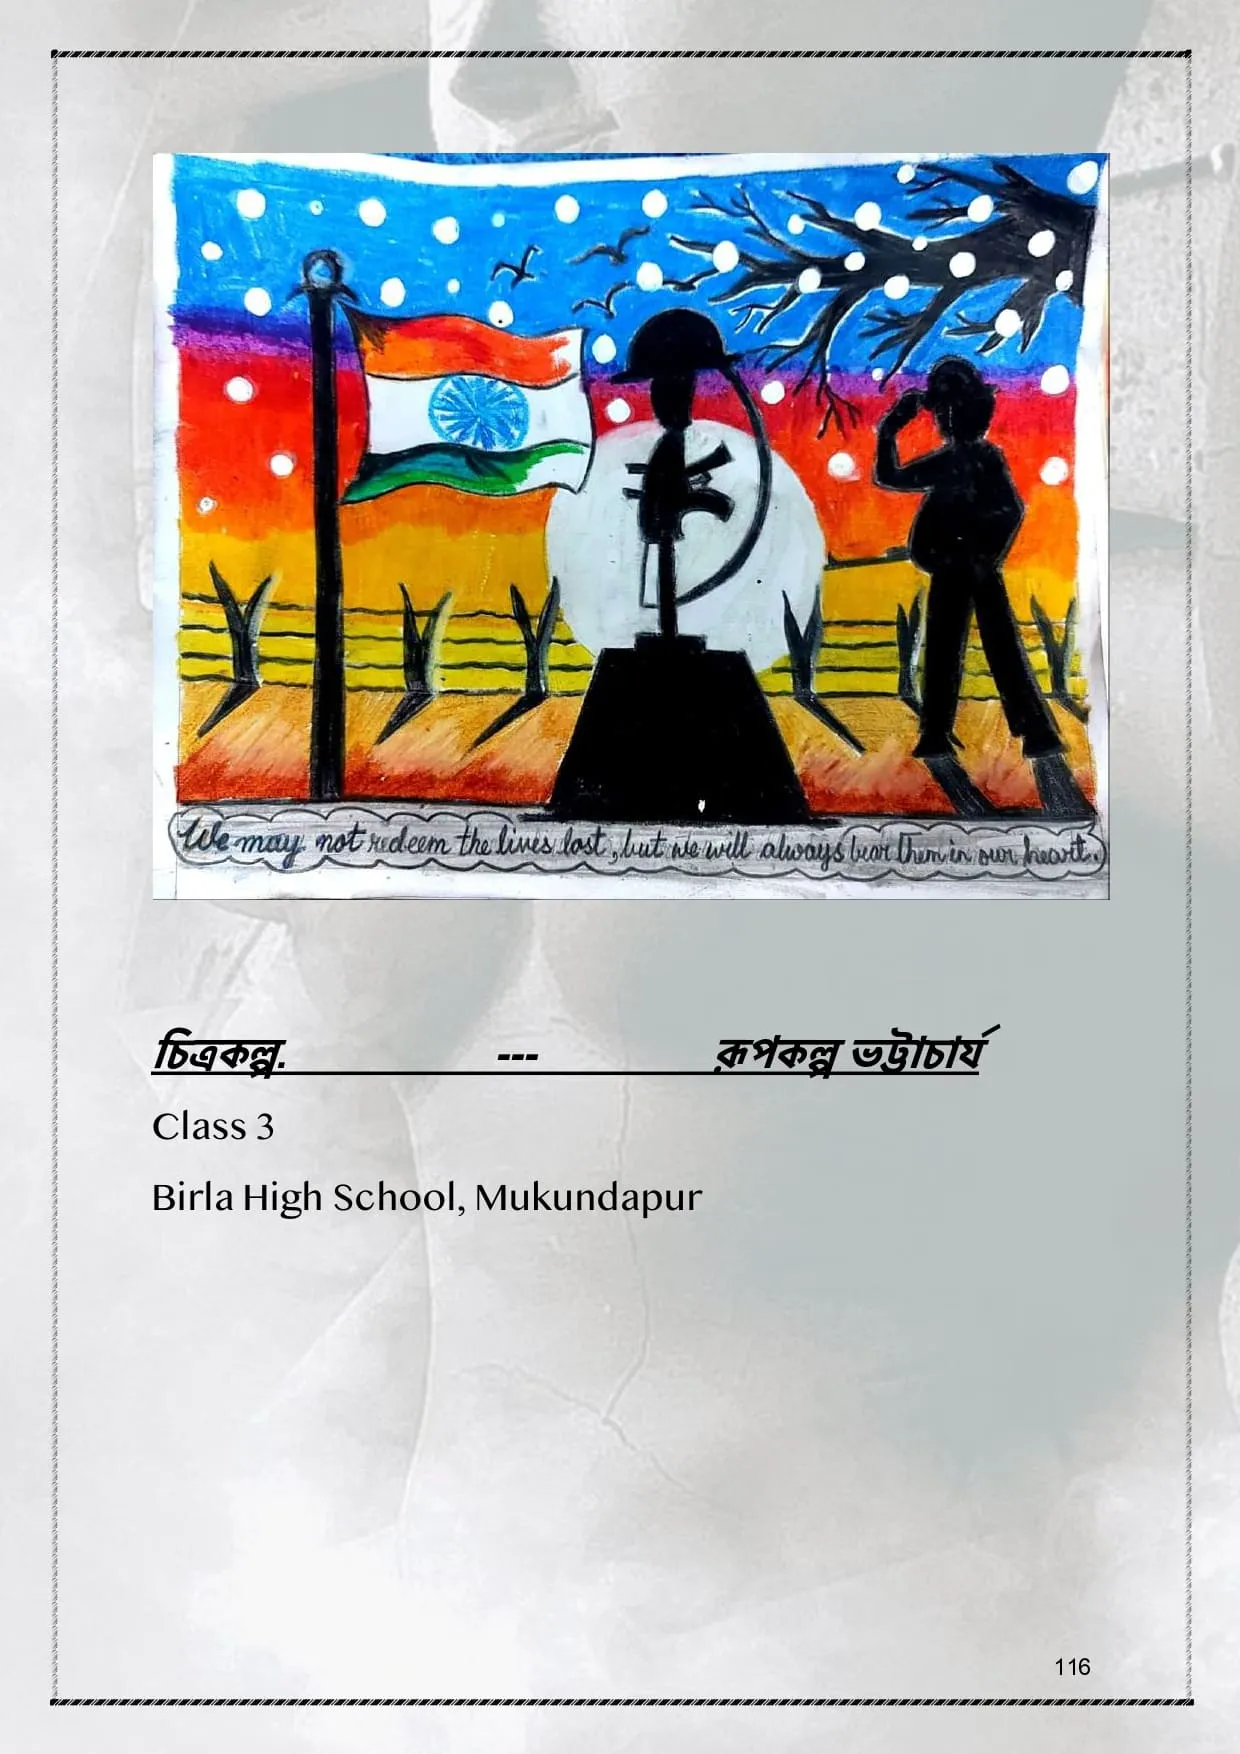 We may not redeem the lives lost, but we will always bear them in our heart.
চিত্রকল্প. --- রূপকল্প ভট্টাচার্য
Class 3
Birla High School, Mukundapur
116